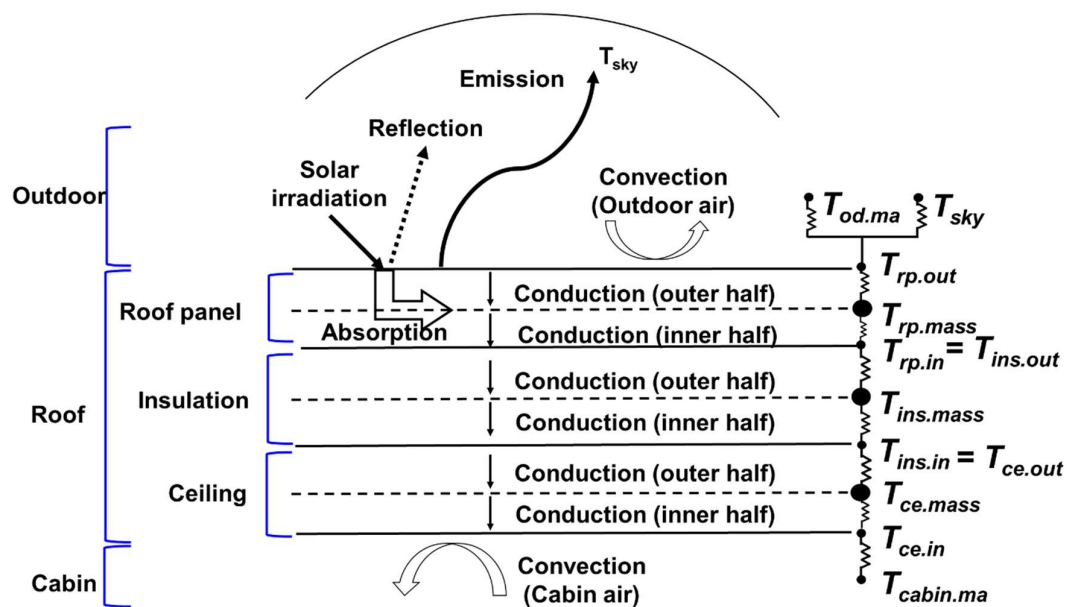 T_sky
Emission
Reflection
Solar
irradiation
Convection
(Outdoor air)
Outdoor
T_od.ma
T_sky
T_rp.out
Roof panel
Conduction (outer half)
T_rp.mass
Absorption
Conduction (inner half)
T_rp.in = T_ins.out
Roof
Insulation
Conduction (outer half)
T_ins.mass
Conduction (inner half)
T_ins.in = T_ce.out
Ceiling
Conduction (outer half)
T_ce.mass
Conduction (inner half)
T_ce.in
Cabin
Convection
(Cabin air)
T_cabin.ma